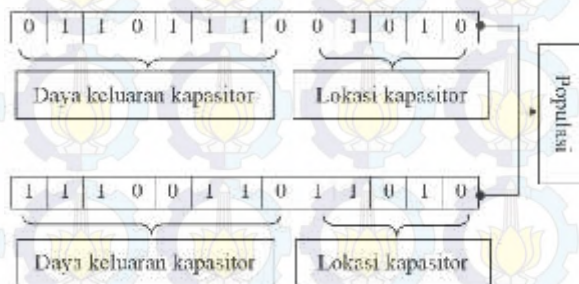 0 1 1 0 1 1 1 0 0 1 0 1 0
Daya keluaran kapasitor Lokasi kapasitor
Populasi
1 1 1 0 0 1 1 0 1 1 0 1 0
Daya keluaran kapasitor Lokasi kapasitor